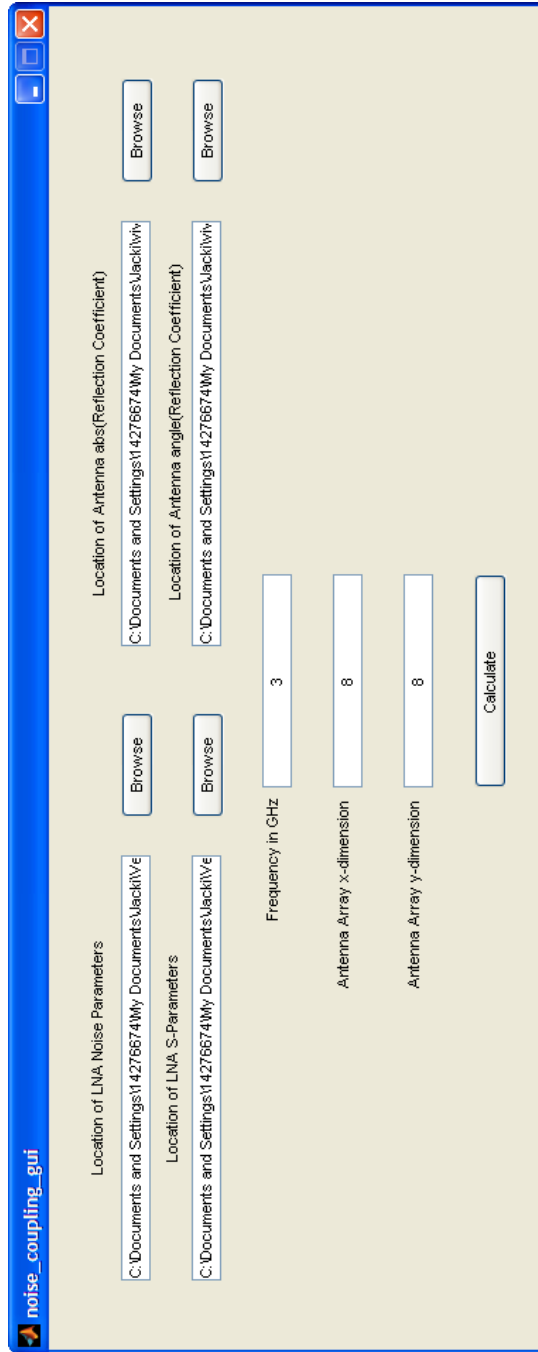 noise_coupling_gui
Location of LNA Noise Parameters
C:\Documents and Settings\14276674\My Documents\Jacki\Ve
Browse
Location of Antenna abs(Reflection Coefficient)
C:\Documents and Settings\14276674\My Documents\Jacki\viv
Browse
Location of LNA S-Parameters
C:\Documents and Settings\14276674\My Documents\Jacki\Ve
Browse
Location of Antenna angle(Reflection Coefficient)
C:\Documents and Settings\14276674\My Documents\Jacki\viv
Browse
Frequency in GHz
3
Antenna Array x-dimension
8
Antenna Array y-dimension
8
Calculate